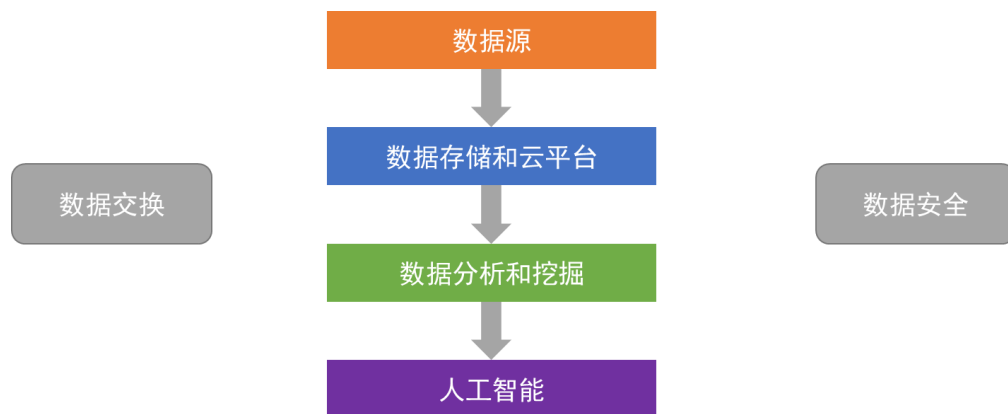 数据源
数据存储和云平台
数据交换
数据安全
数据分析和挖掘
人工智能